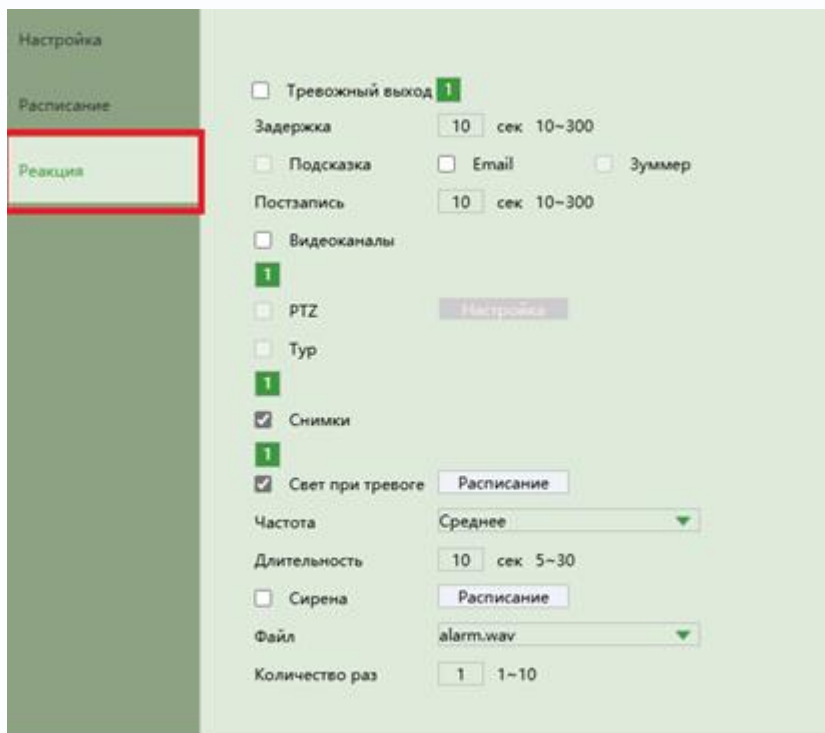 Настройка
Расписание
Реакция
Тревожный выход 1
Задержка 10 сек 10~300
Подсказка Email Зуммер
Постзапись 10 сек 10~300
Видеоканалы
1
PTZ Настройка
Тур
1
Снимки
1
Свет при тревоге Расписание
Частота Среднее
Длительность 10 сек 5~30
Сирена Расписание
Файл alarm.wav
Количество раз 1 1~10